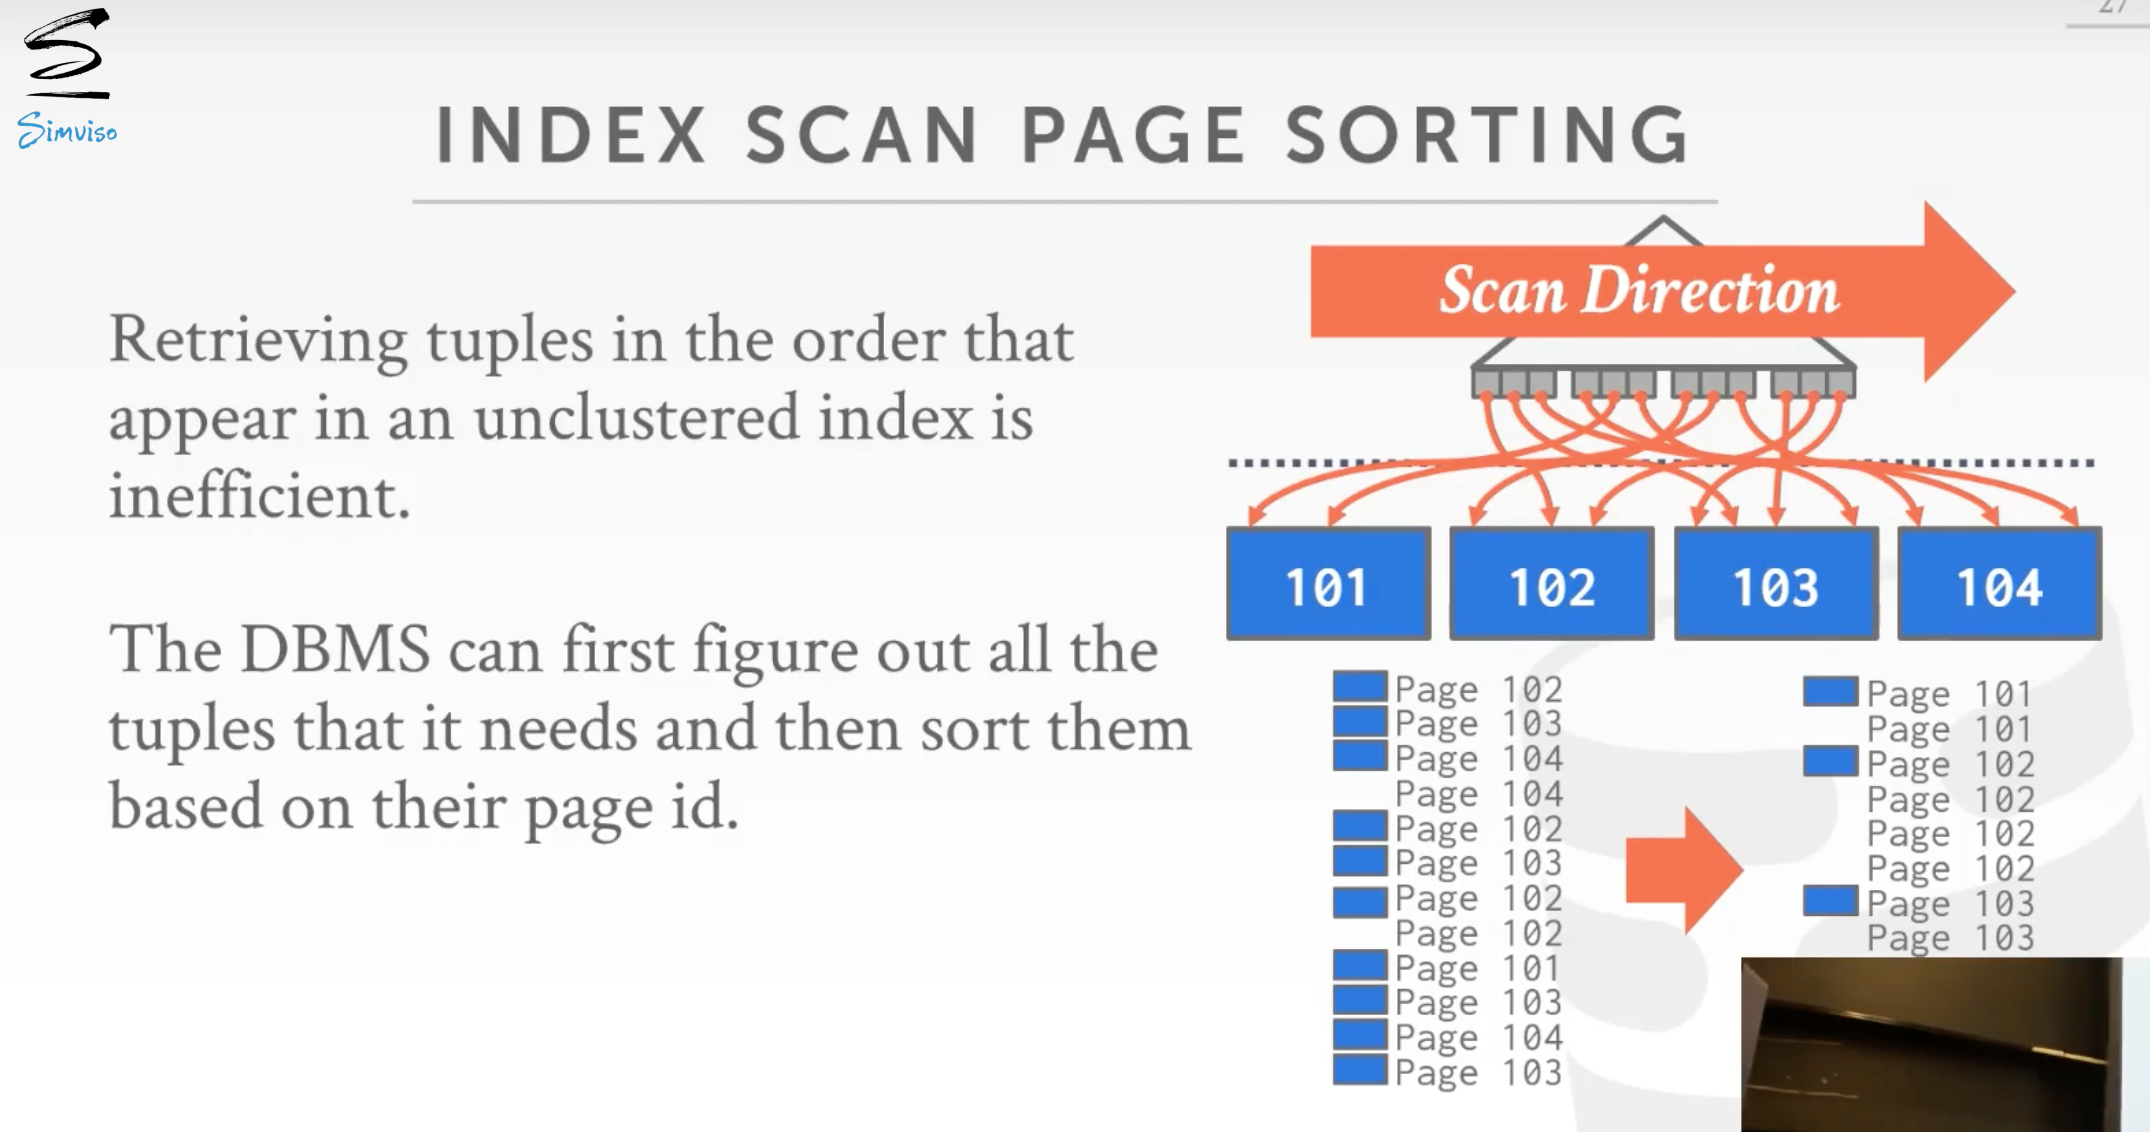 27
Simviso
INDEX SCAN PAGE SORTING
Retrieving tuples in the order that
appear in an unclustered index is
inefficient.
The DBMS can first figure out all the
tuples that it needs and then sort them
based on their page id.
Scan Direction
101
102
103
104
Page 102
Page 103
Page 104
Page 104
Page 102
Page 103
Page 102
Page 102
Page 101
Page 103
Page 104
Page 103
Page 101
Page 101
Page 102
Page 102
Page 102
Page 102
Page 103
Page 103